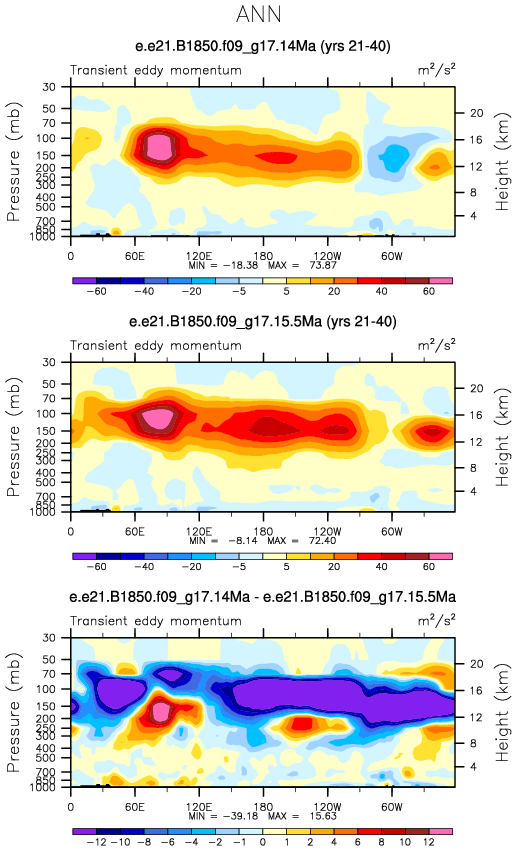 ANN
e.e21.B1850.f09_g17.14Ma (yrs 21-40)
Transient eddy momentum m²/s²
30
50
70
100
150
200
250
300
400
500
700
850
1000
Pressure (mb)
20
16
12
8
4
Height (km)
0 60E 120E 180 120W 60W
MIN = -18.38 MAX = 73.87
-60 -40 -20 -5 5 20 40 60
e.e21.B1850.f09_g17.15.5Ma (yrs 21-40)
Transient eddy momentum m²/s²
30
50
70
100
150
200
250
300
400
500
700
850
1000
Pressure (mb)
20
16
12
8
4
Height (km)
0 60E 120E 180 120W 60W
MIN = -8.14 MAX = 72.40
-60 -40 -20 -5 5 20 40 60
e.e21.B1850.f09_g17.14Ma - e.e21.B1850.f09_g17.15.5Ma
Transient eddy momentum m²/s²
30
50
70
100
150
200
250
300
400
500
700
850
1000
Pressure (mb)
20
16
12
8
4
Height (km)
0 60E 120E 180 120W 60W
MIN = -39.18 MAX = 15.63
-12 -10 -8 -6 -4 -2 -1 0 1 2 4 6 8 10 12